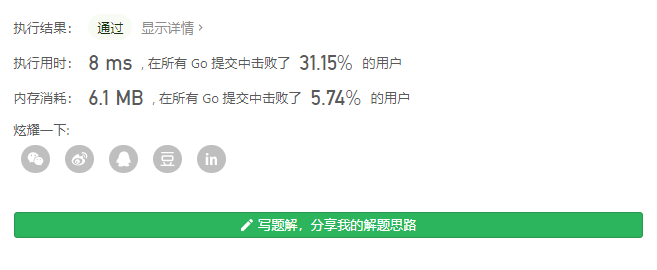 执行结果： 通过 显示详情 ›
执行用时： 8 ms , 在所有 Go 提交中击败了 31.15% 的用户
内存消耗： 6.1 MB , 在所有 Go 提交中击败了 5.74% 的用户
炫耀一下:
豆 in
写题解，分享我的解题思路